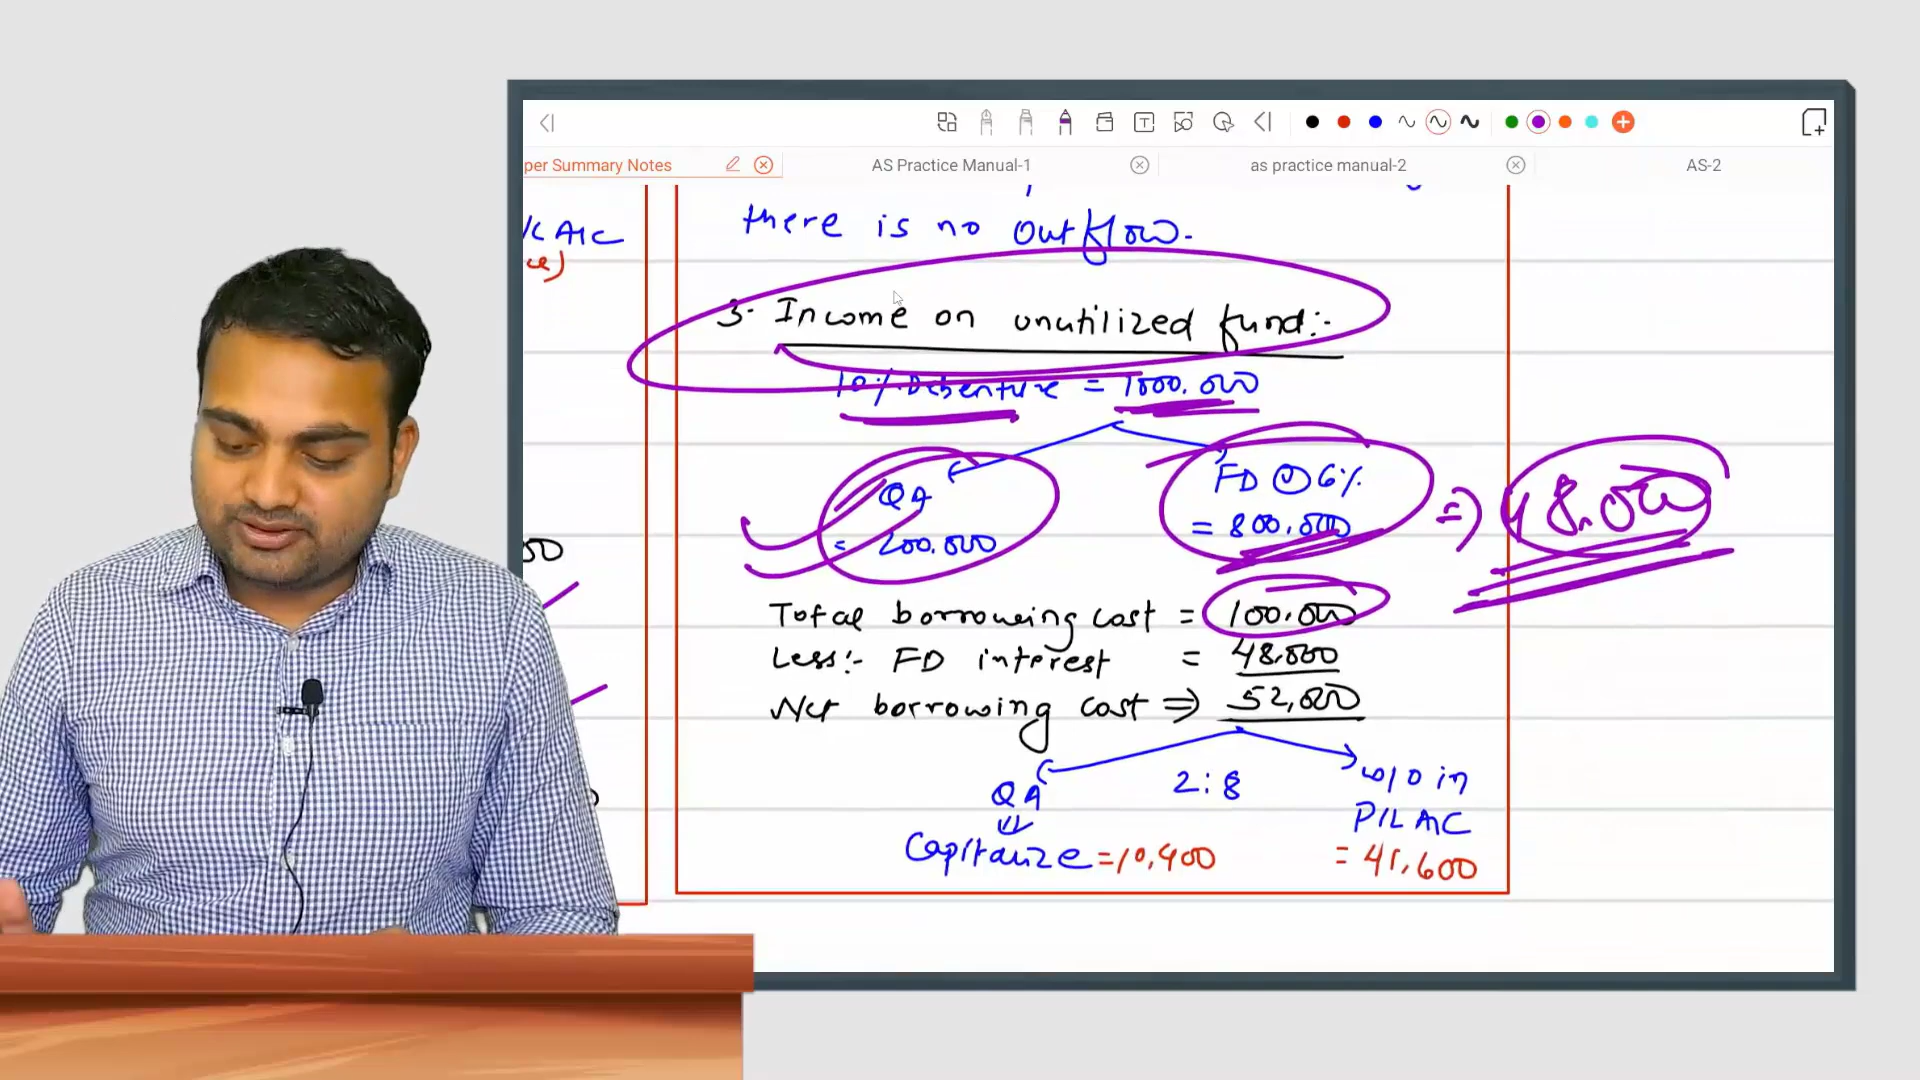 per Summary Notes
AS Practice Manual-1
as practice manual-2
AS-2
there is no outflow.
3. Income on unutilized fund:-
10% Debenture = 1000.000
QA
= 200.000
FD @ 6%
= 800.000
=) 48.000
Total borrowing cost = 100.000
Less:- FD interest = 48.000
Net borrowing cost ⇒ 52,000
QA
2:8
w/o in
P/L A/C
Capitalize = 10,400
= 41,600